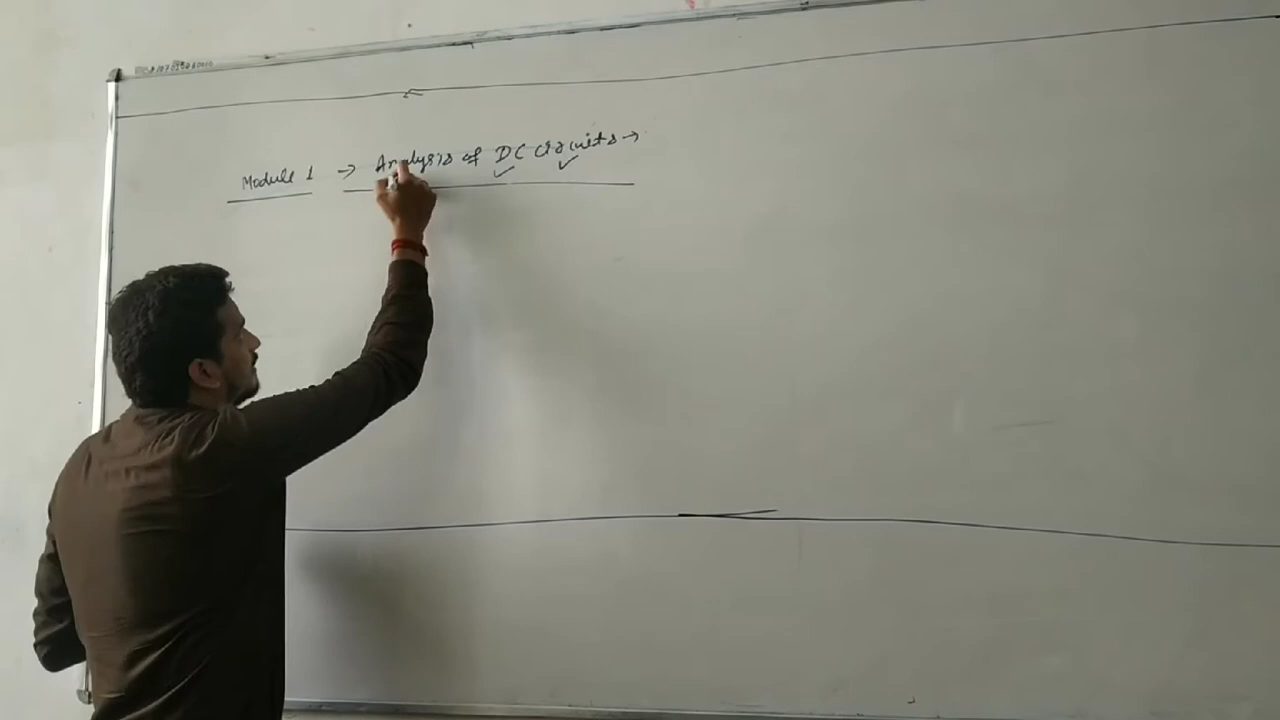 Module 1 → Analysis of DC circuits →